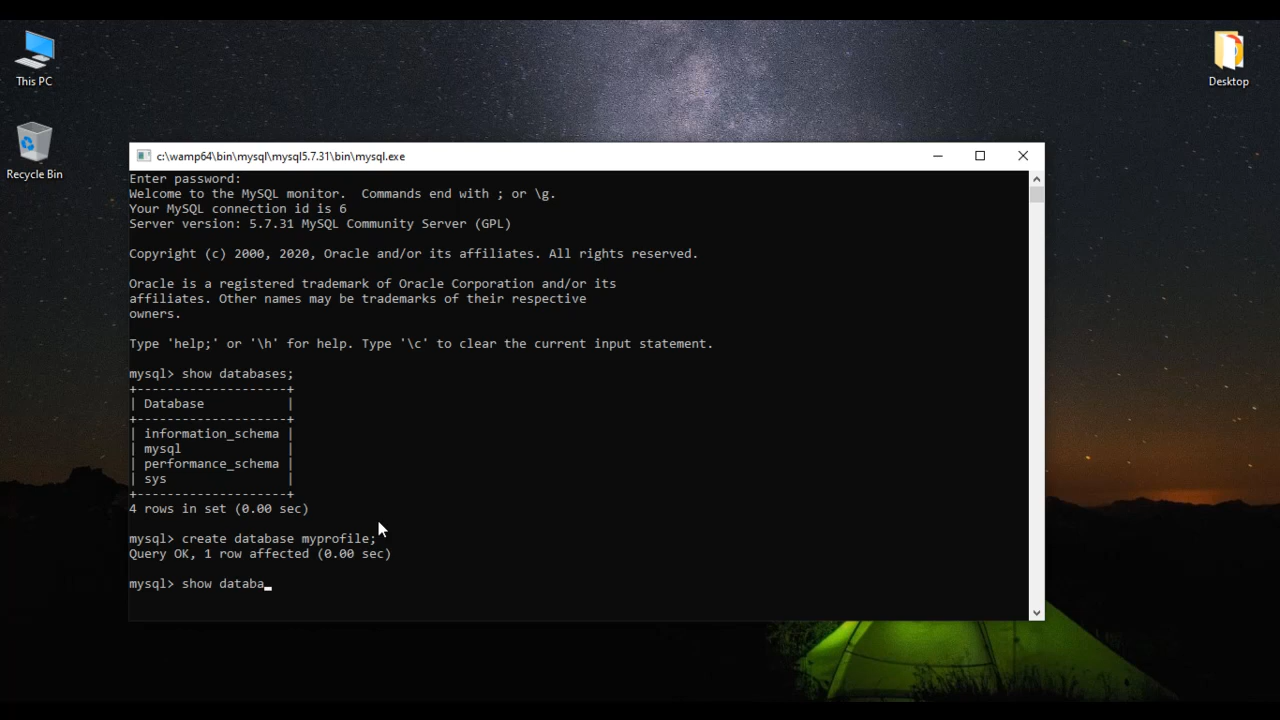 This PC
Desktop
Recycle Bin
c:\wamp64\bin\mysql\mysql5.7.31\bin\mysql.exe
Enter password:
Welcome to the MySQL monitor.  Commands end with ; or \g.
Your MySQL connection id is 6
Server version: 5.7.31 MySQL Community Server (GPL)
Copyright (c) 2000, 2020, Oracle and/or its affiliates. All rights reserved.
Oracle is a registered trademark of Oracle Corporation and/or its
affiliates. Other names may be trademarks of their respective
owners.
Type 'help;' or '\h' for help. Type '\c' to clear the current input statement.
mysql> show databases;
+--------------------+
| Database           |
+--------------------+
| information_schema |
| mysql              |
| performance_schema |
| sys                |
+--------------------+
4 rows in set (0.00 sec)
mysql> create database myprofile;
Query OK, 1 row affected (0.00 sec)
mysql> show databa_